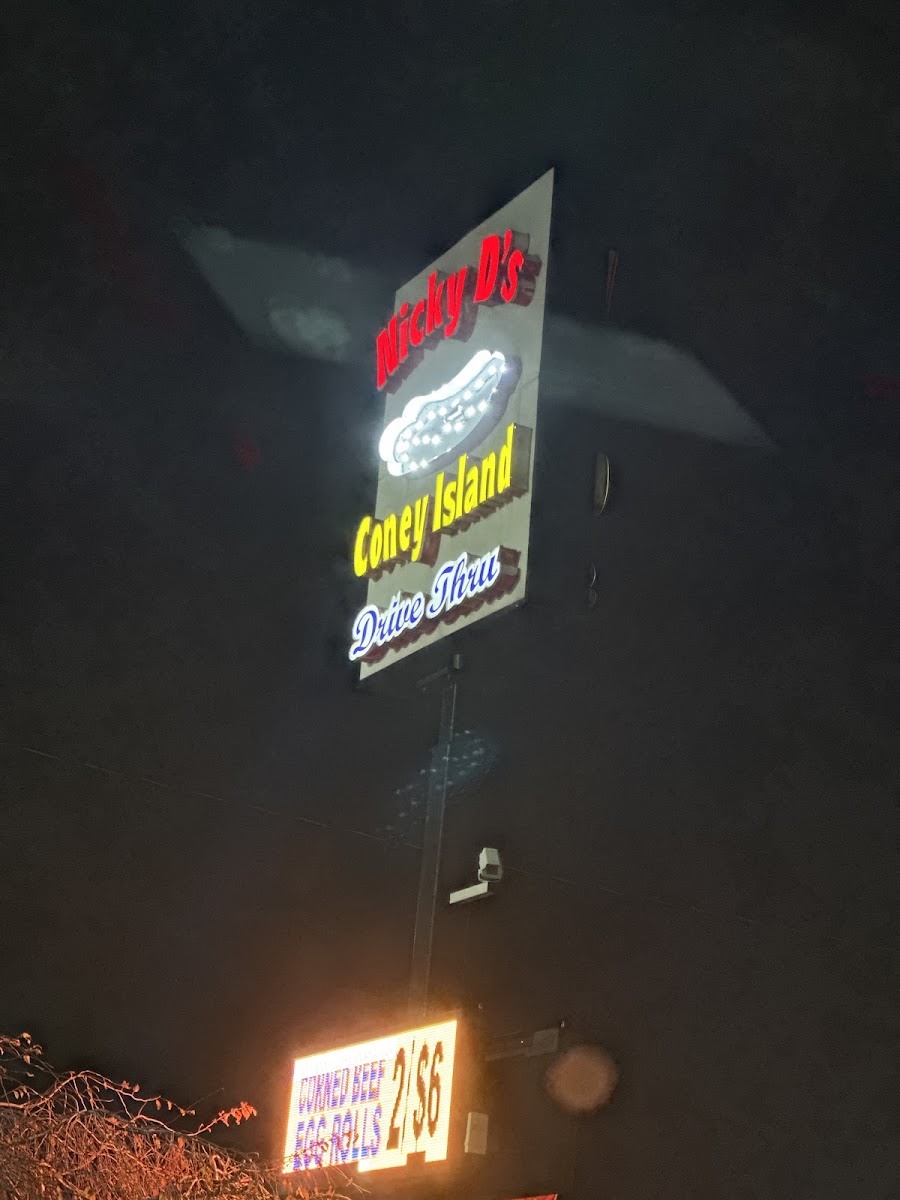 Nicky D's
Coney Island
Drive Thru
CORNED BEEF
EGG ROLLS
2/$6